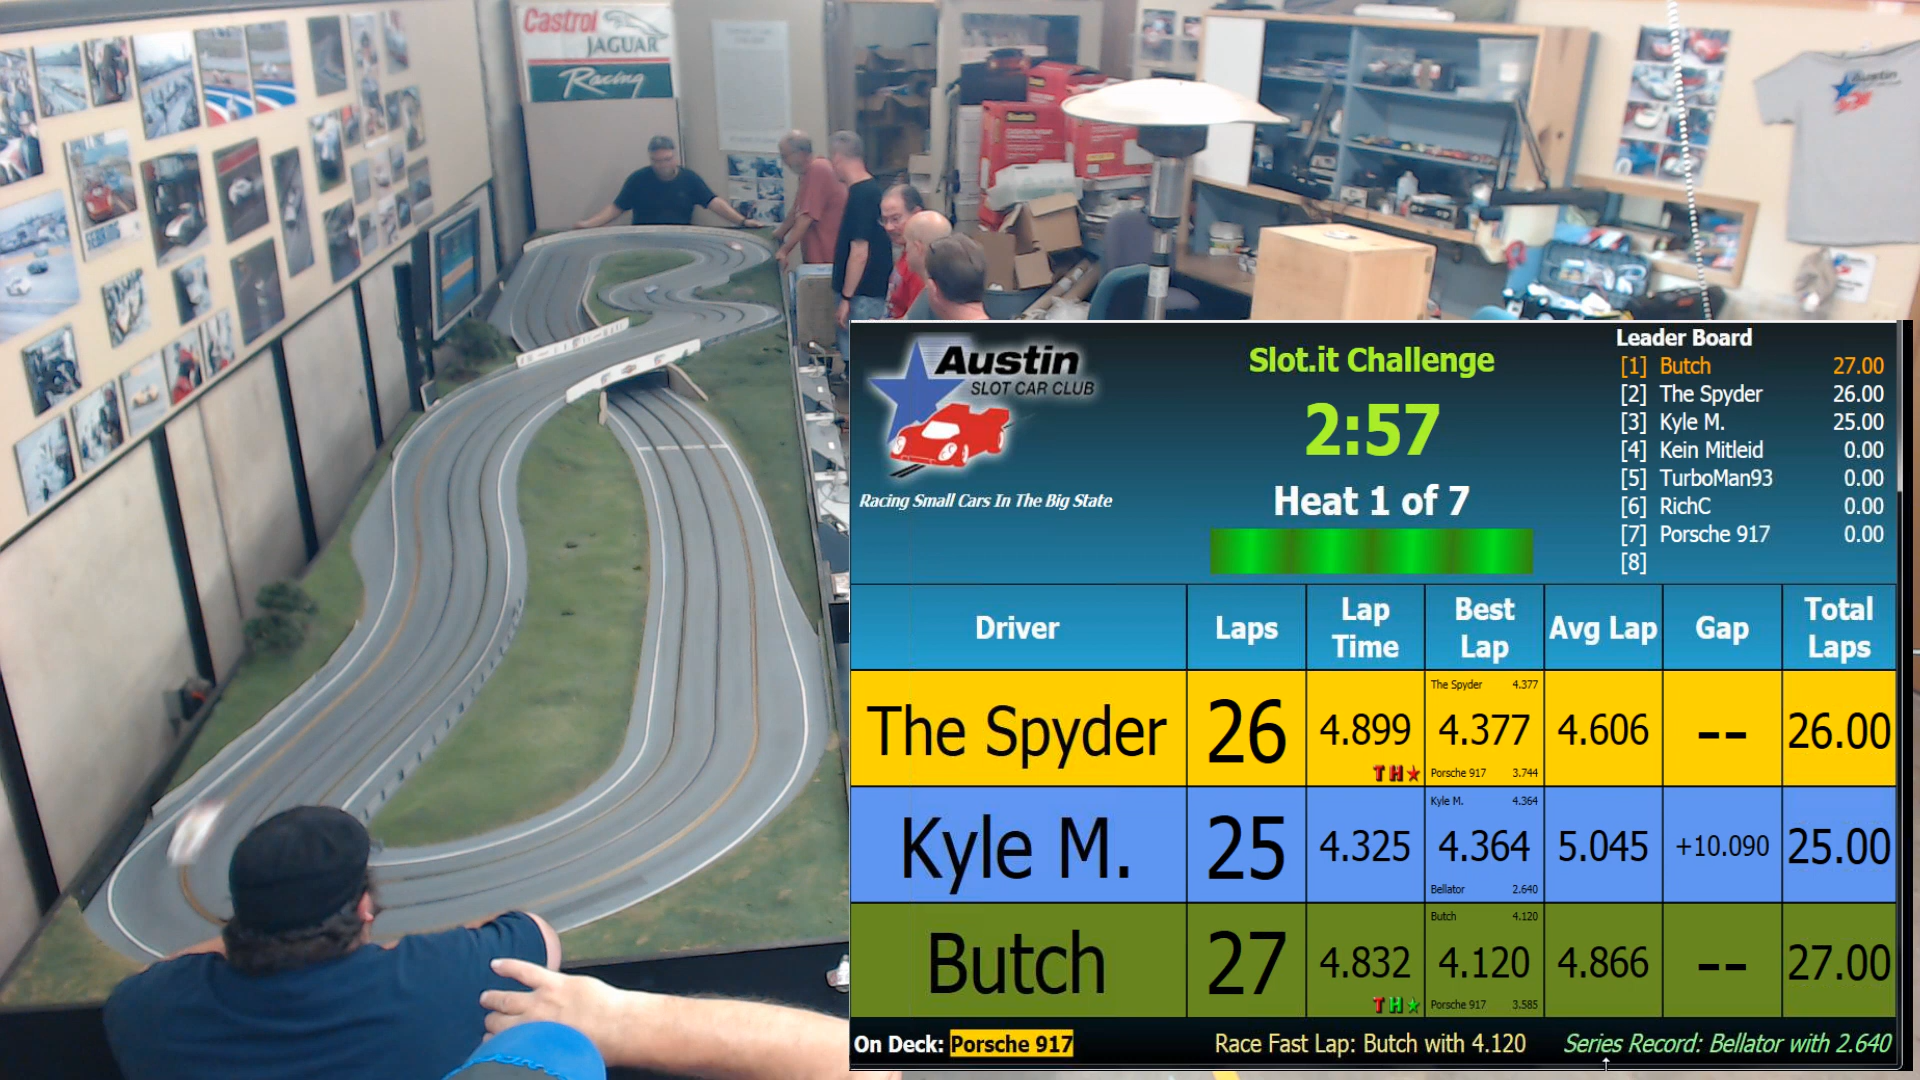 Castrol
JAGUAR
Racing
Scotch
Austin
SEBRING
Austin
SLOT CAR CLUB
Racing Small Cars In The Big State
Slot.it Challenge
2:57
Heat 1 of 7
Leader Board
[1] Butch 27.00
[2] The Spyder 26.00
[3] Kyle M. 25.00
[4] Kein Mitleid 0.00
[5] TurboMan93 0.00
[6] RichC 0.00
[7] Porsche 917 0.00
[8]
Driver Laps Lap Time Best Lap Avg Lap Gap Total Laps
The Spyder 4.377
The Spyder 26 4.899 4.377 4.606 -- 26.00
T H ★ Porsche 917 3.744
Kyle M. 4.364
Kyle M. 25 4.325 4.364 5.045 +10.090 25.00
Bellator 2.640
Butch 4.120
Butch 27 4.832 4.120 4.866 -- 27.00
T H ★ Porsche 917 3.585
On Deck: Porsche 917 Race Fast Lap: Butch with 4.120 Series Record: Bellator with 2.640